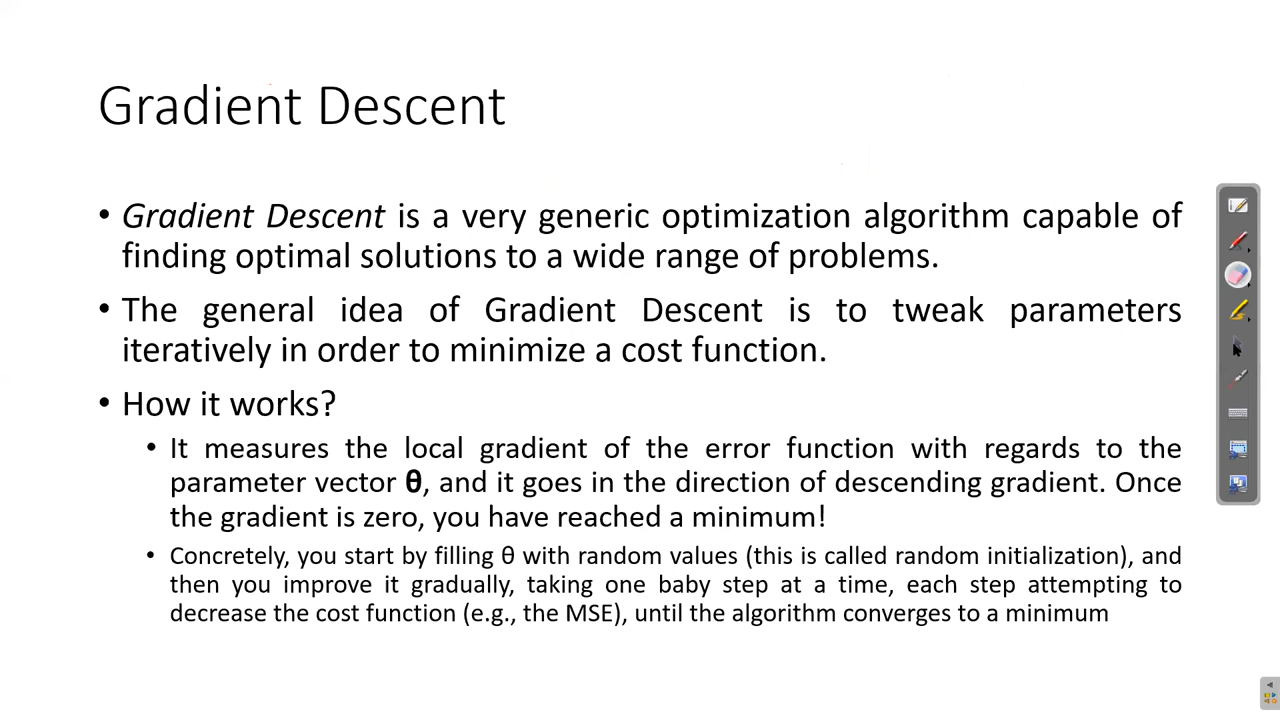 Gradient Descent
• Gradient Descent is a very generic optimization algorithm capable of
finding optimal solutions to a wide range of problems.
• The general idea of Gradient Descent is to tweak parameters
iteratively in order to minimize a cost function.
• How it works?
• It measures the local gradient of the error function with regards to the
parameter vector θ, and it goes in the direction of descending gradient. Once
the gradient is zero, you have reached a minimum!
• Concretely, you start by filling θ with random values (this is called random initialization), and
then you improve it gradually, taking one baby step at a time, each step attempting to
decrease the cost function (e.g., the MSE), until the algorithm converges to a minimum